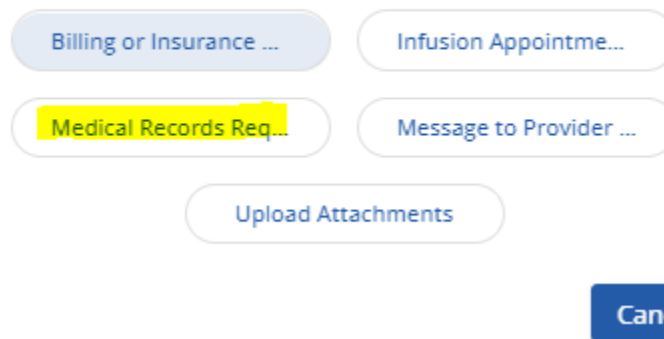 Billing or Insurance ...
Infusion Appointme...
Medical Records Req...
Message to Provider ...
Upload Attachments
Can